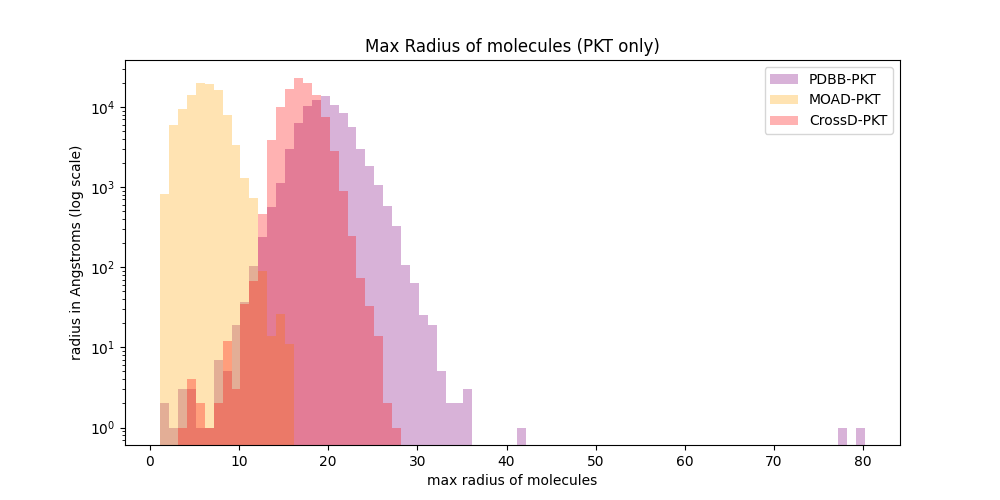 Max Radius of molecules (PKT only)
PDBB-PKT
MOAD-PKT
CrossD-PKT
radius in Angstroms (log scale)
10⁴
10³
10²
10¹
10⁰
0 10 20 30 40 50 60 70 80
max radius of molecules